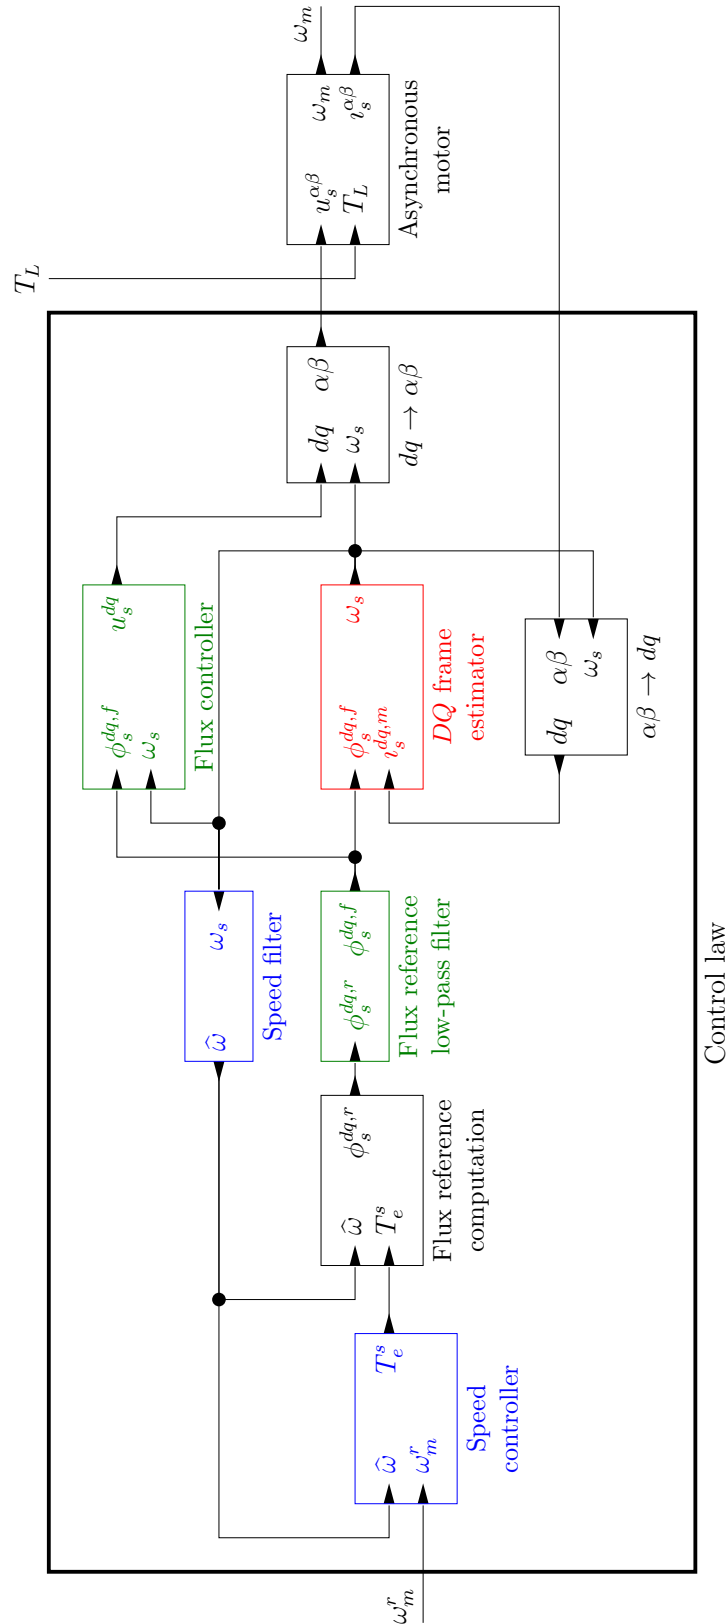 ω_m^r
ω̂
ω_m^r
T_e^s
Speed
controller
ω̂
T_e^s
ϕ_s^{dq,r}
Flux reference
computation
ω̂
ω_s
Speed filter
ϕ_s^{dq,r}
ϕ_s^{dq,f}
Flux reference
low-pass filter
ϕ_s^{dq,f}
ω_s
u_s^{dq}
Flux controller
ϕ_s^{dq,f}
ı_s^{dq,m}
ω_s
DQ frame
estimator
dq
αβ
ω_s
αβ → dq
dq
ω_s
αβ
dq → αβ
T_L
u_s^{αβ}
T_L
ω_m
ı_s^{αβ}
Asynchronous
motor
ω_m
Control law